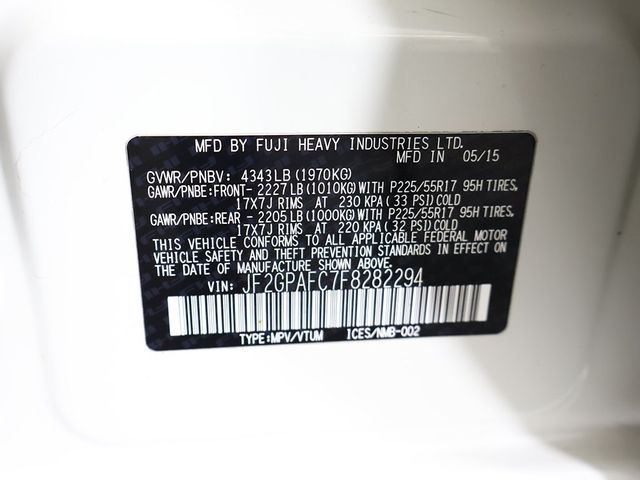 MFD BY FUJI HEAVY INDUSTRIES LTD.
MFD IN 05/15
GVWR/PNBV: 4343LB (1970KG)
GAWR/PNBE:FRONT- 2227LB (1010KG) WITH P225/55R17 95H TIRES,
17X7J RIMS AT 230 KPA (33 PSI) COLD
GAWR/PNBE:REAR - 2205LB (1000KG) WITH P225/55R17 95H TIRES,
17X7J RIMS AT 220 KPA (32 PSI) COLD
THIS VEHICLE CONFORMS TO ALL APPLICABLE FEDERAL MOTOR
VEHICLE SAFETY AND THEFT PREVENTION STANDARDS IN EFFECT ON
THE DATE OF MANUFACTURE SHOWN ABOVE.
VIN: JF2GPAFC7F8282294
TYPE:MPV/VTUM ICES/NMB-002